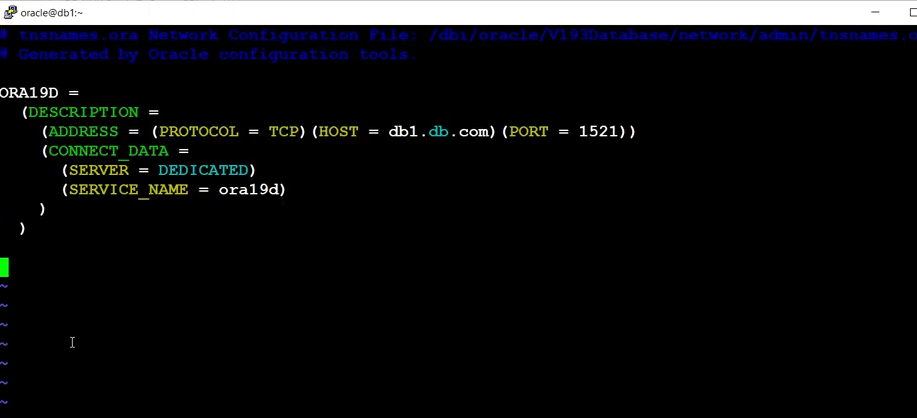 oracle@db1:~
# tnsnames.ora Network Configuration File: /dbi/oracle/V193Database/network/admin/tnsnames.o
# Generated by Oracle configuration tools.
ORA19D =
(DESCRIPTION =
(ADDRESS = (PROTOCOL = TCP)(HOST = db1.db.com)(PORT = 1521))
(CONNECT_DATA =
(SERVER = DEDICATED)
(SERVICE_NAME = ora19d)
)
)
~
~
~
~
~
~
~